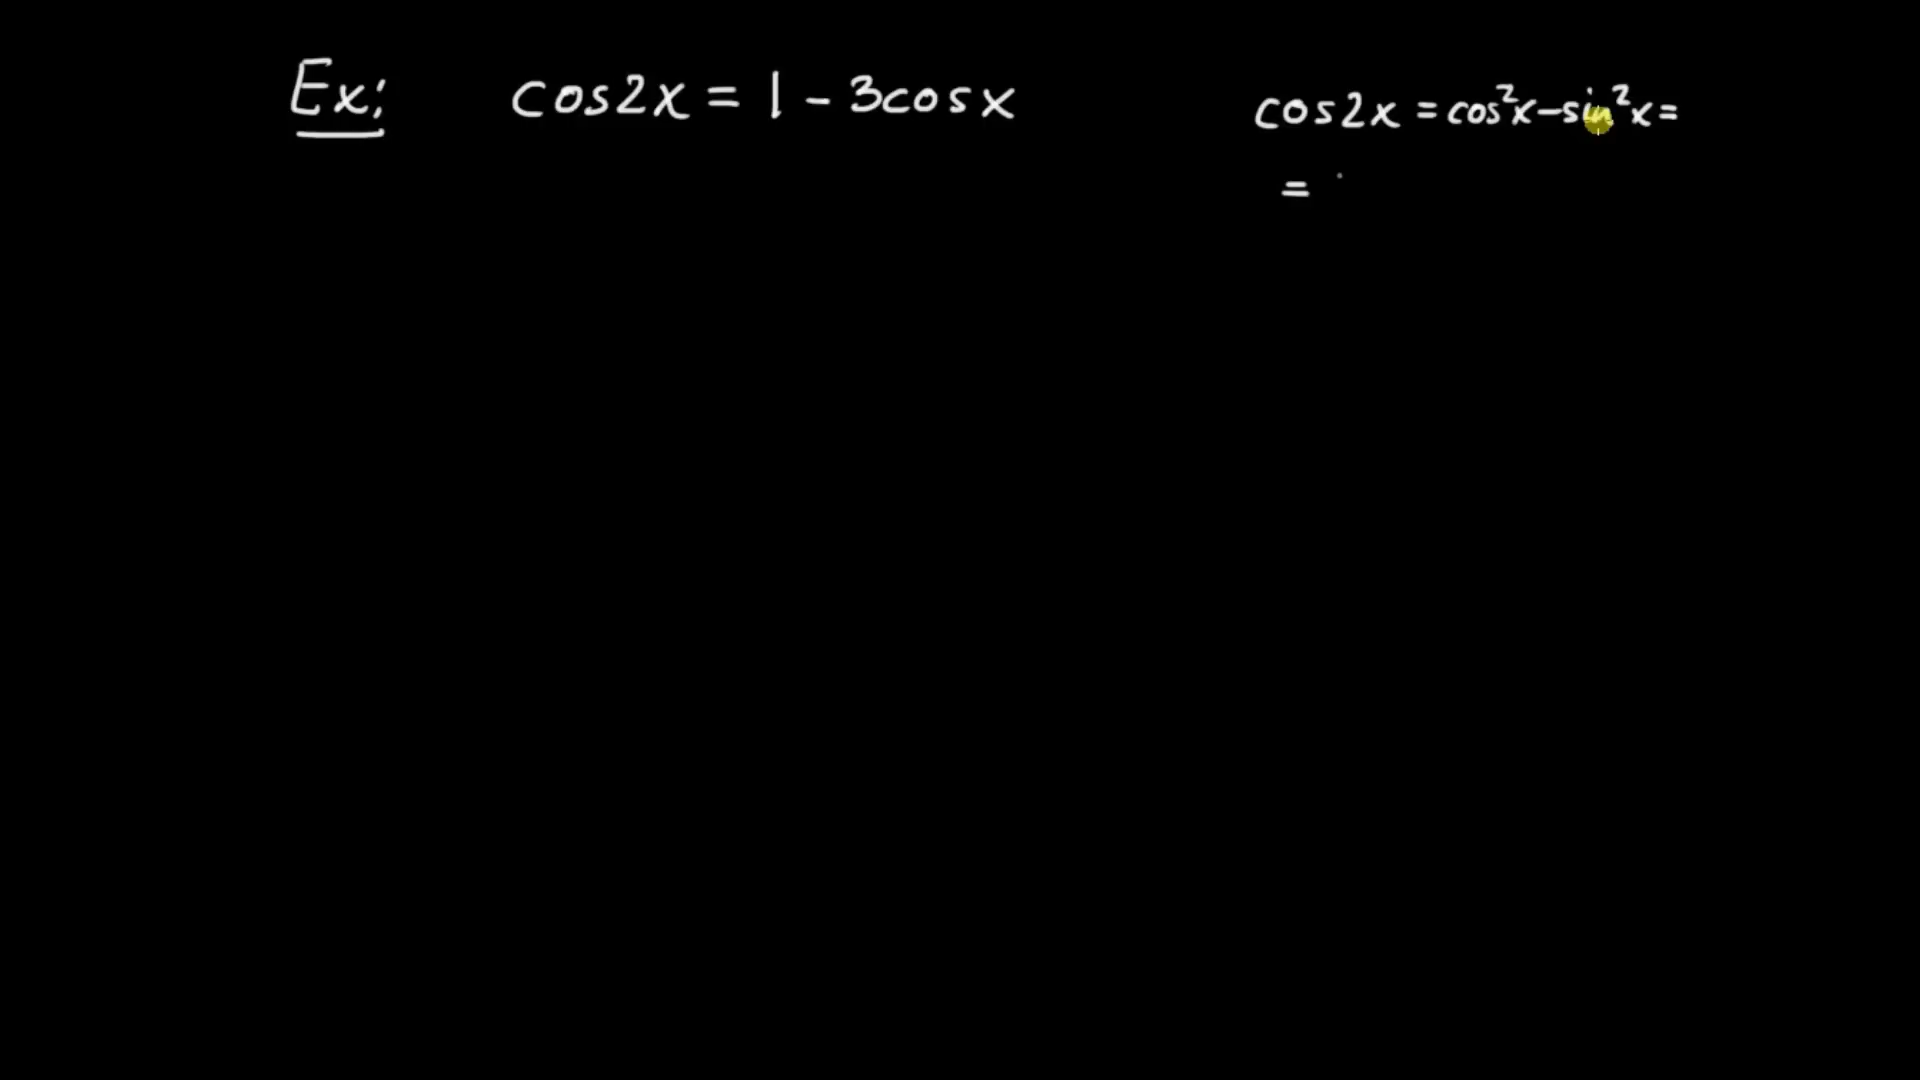 Ex: cos2x = 1 - 3cosx
cos2x = cos²x - sin²x =
=